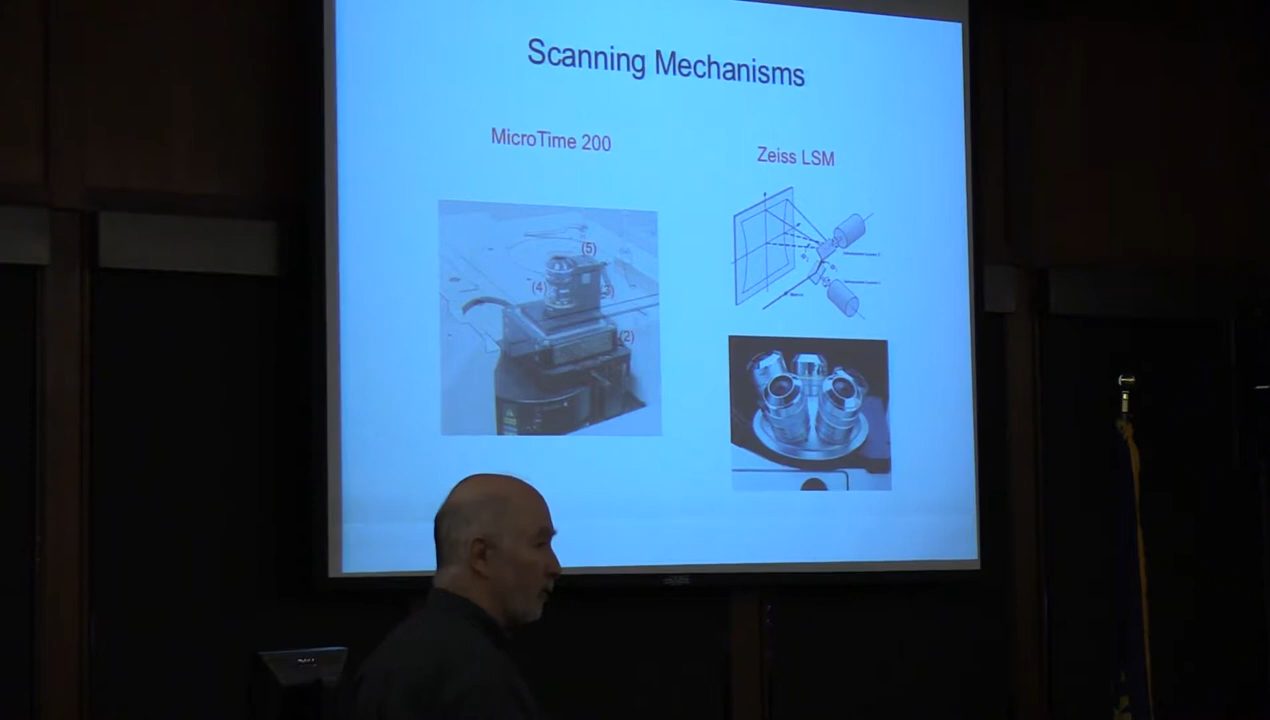 Scanning Mechanisms
MicroTime 200
Zeiss LSM
(5)
(4)
(2)